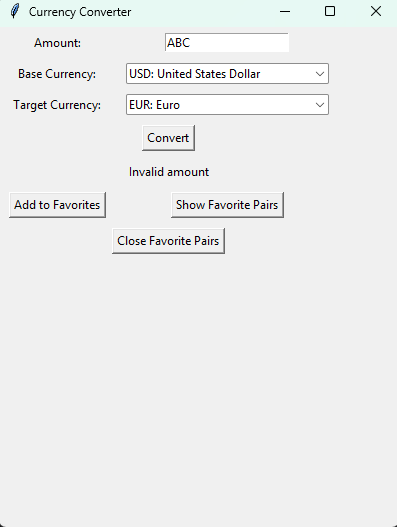 Currency Converter
Amount: ABC
Base Currency: USD: United States Dollar
Target Currency: EUR: Euro
Convert
Invalid amount
Add to Favorites Show Favorite Pairs
Close Favorite Pairs